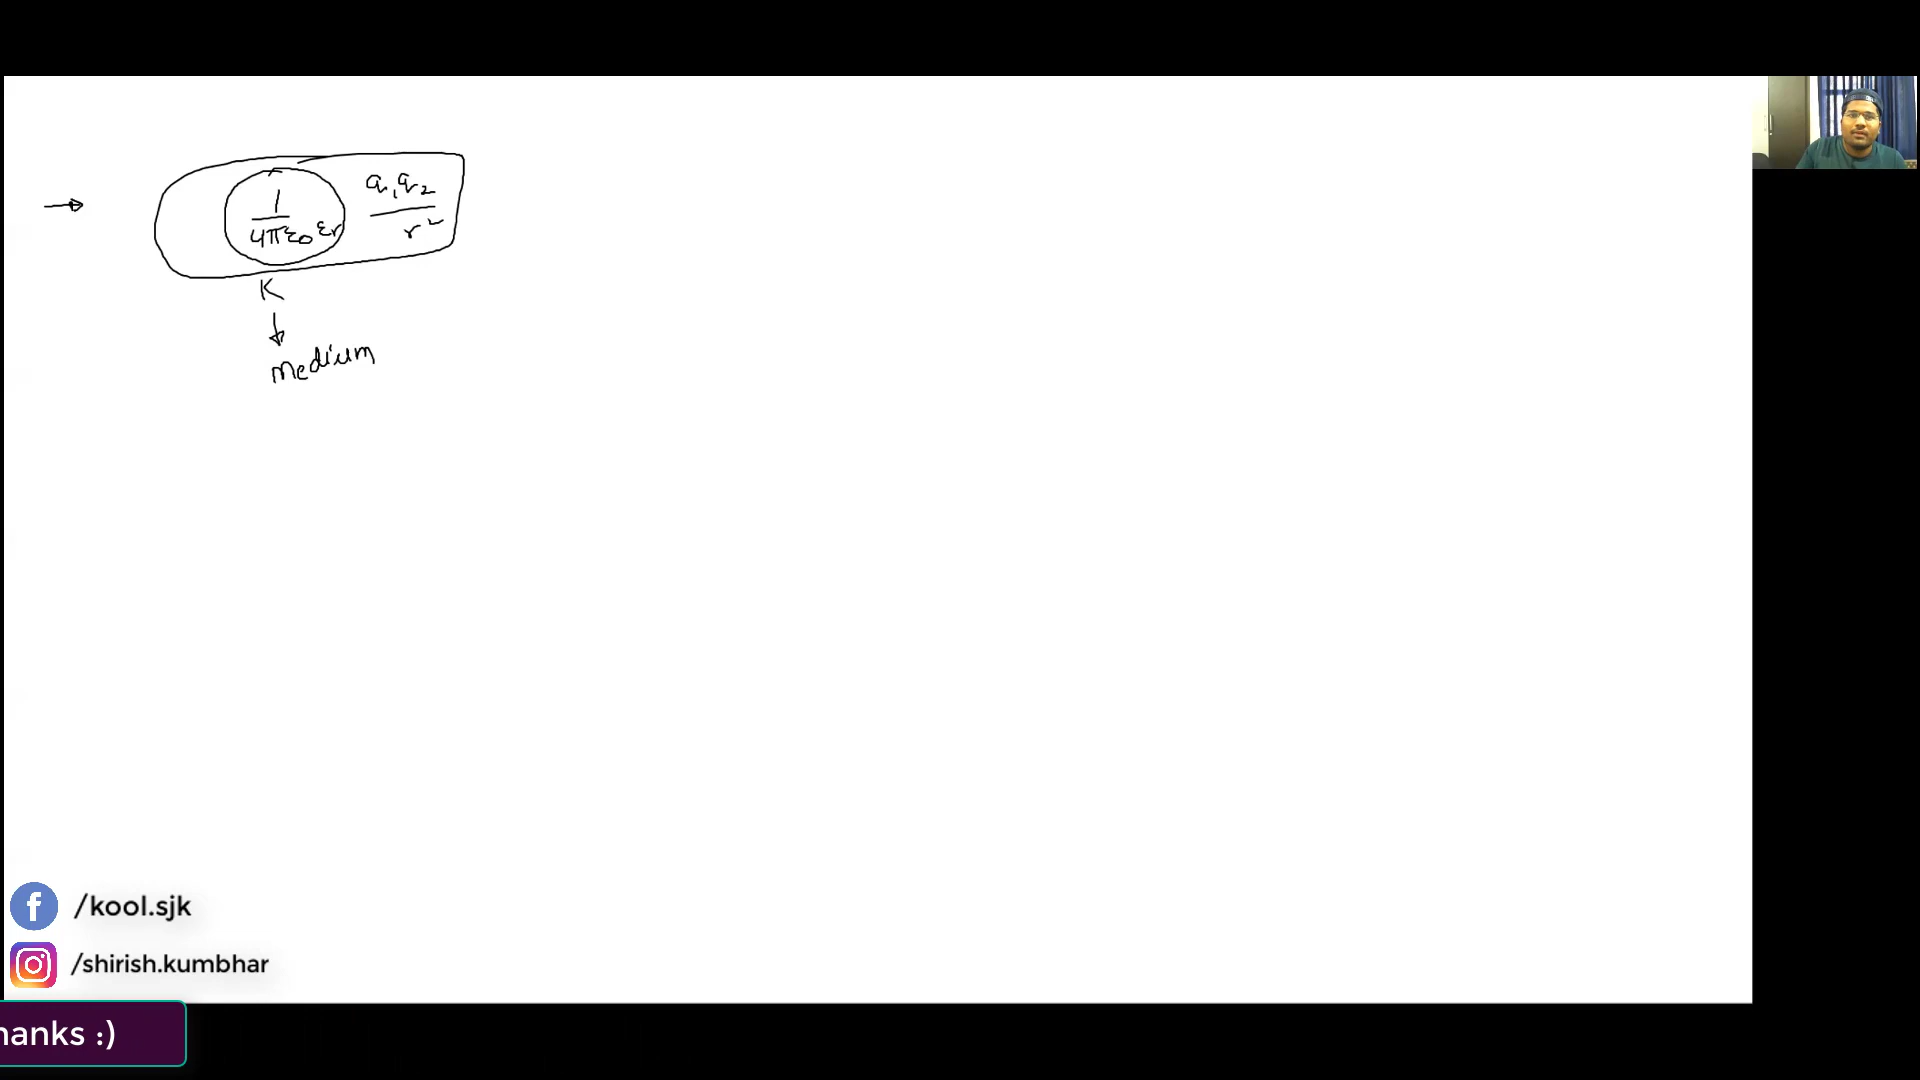 → 1/4πε₀εr q₁q₂/r²
K
↓
Medium
/kool.sjk
/shirish.kumbhar
hanks :)